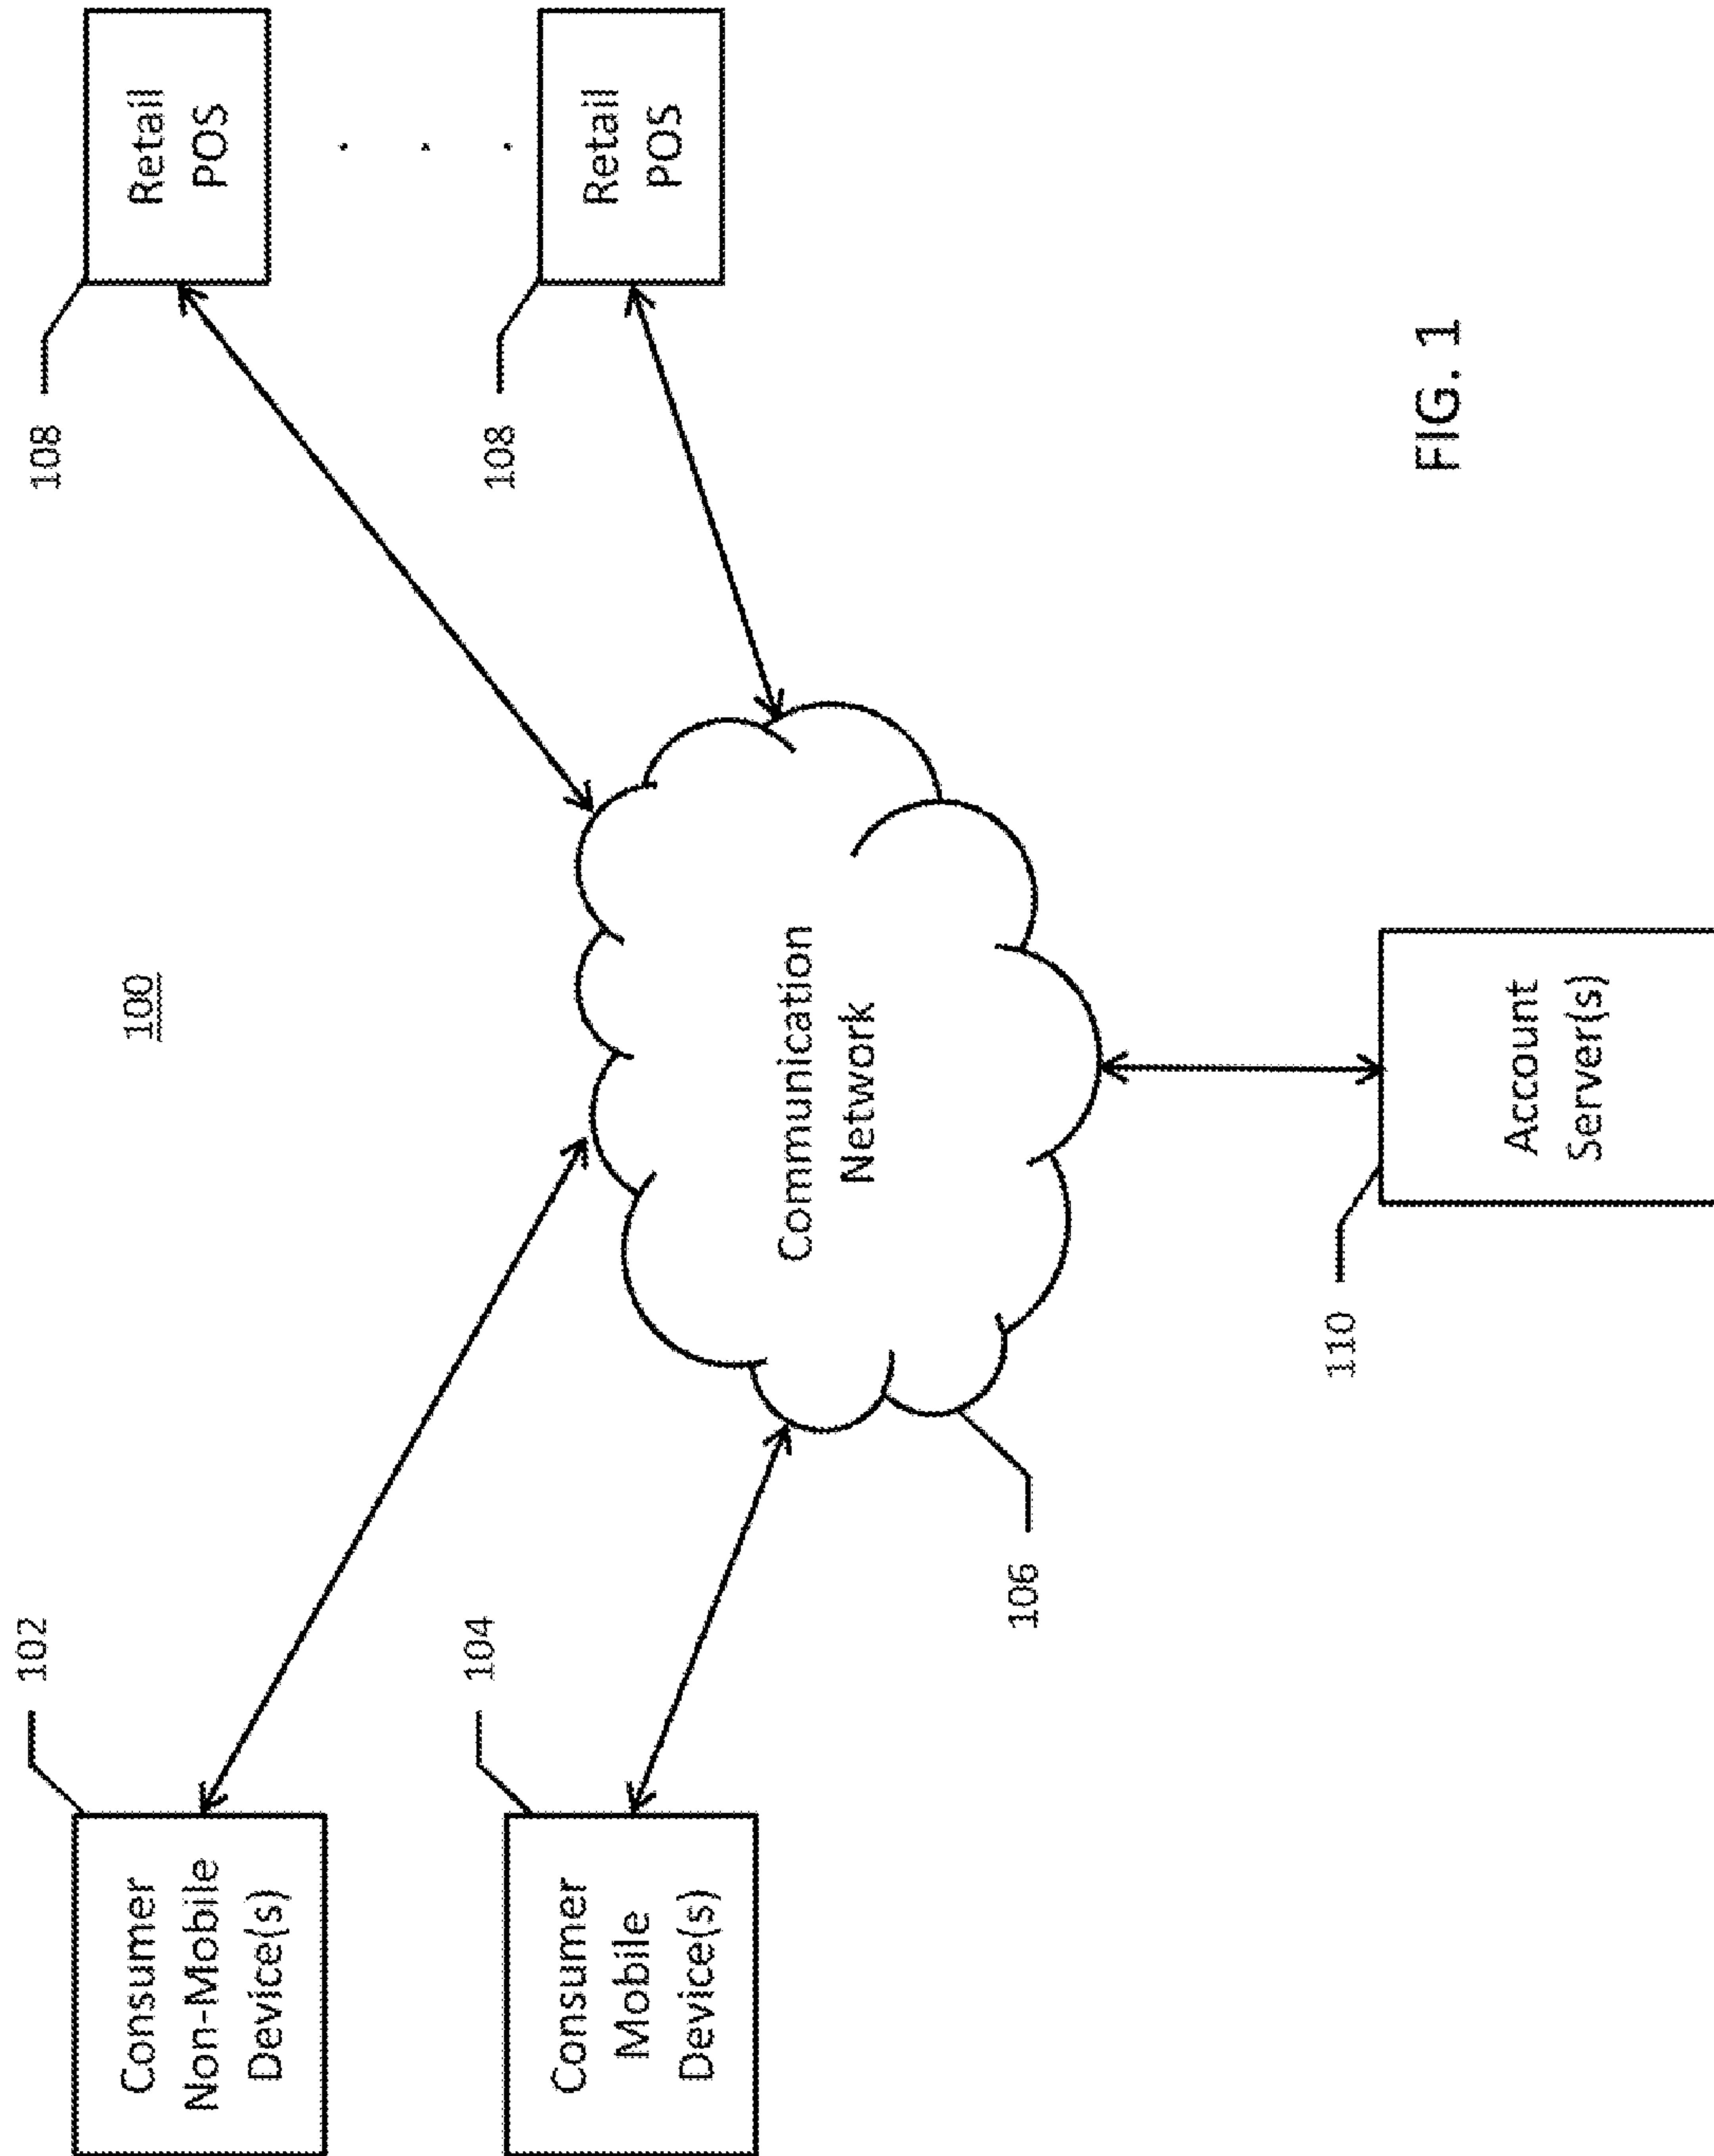 100
102
Consumer
Non-Mobile
Device(s)
104
Consumer
Mobile
Device(s)
108
Retail
POS
. . .
108
Retail
POS
Communication
Network
106
110
Account
Server(s)
FIG. 1